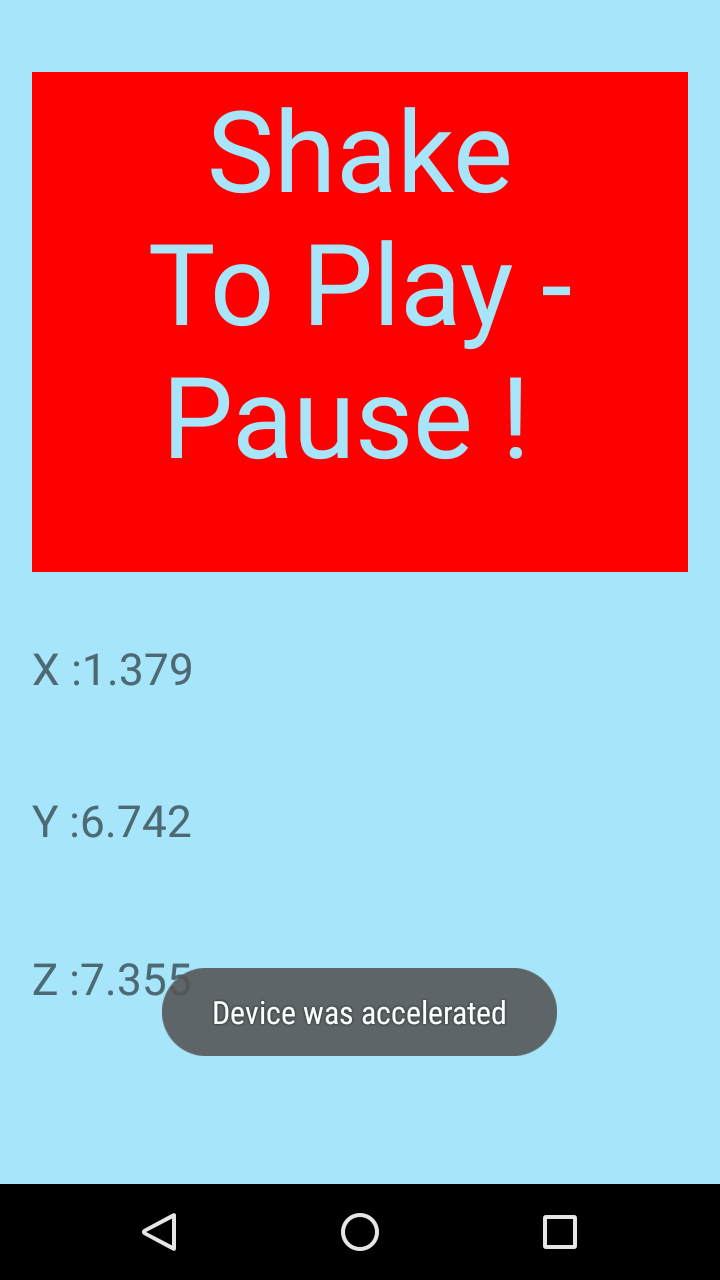 Shake
To Play -
Pause !
X :1.379
Y :6.742
Z :7.355
Device was accelerated